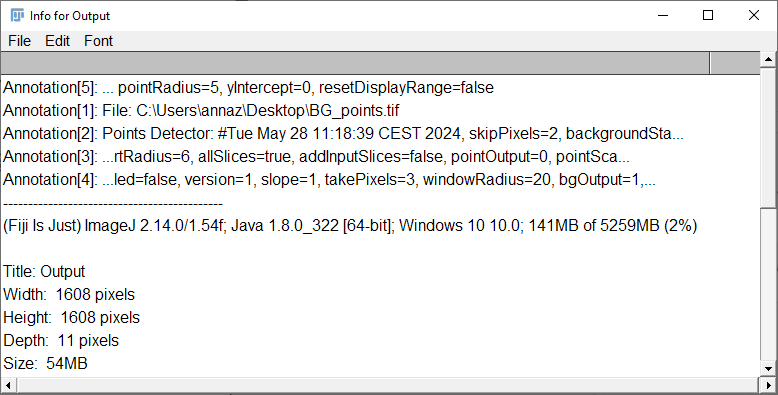 Info for Output
File Edit Font
Annotation[5]: ... pointRadius=5, yIntercept=0, resetDisplayRange=false
Annotation[1]: File: C:\Users\annaz\Desktop\BG_points.tif
Annotation[2]: Points Detector: #Tue May 28 11:18:39 CEST 2024, skipPixels=2, backgroundSta...
Annotation[3]: ...rtRadius=6, allSlices=true, addInputSlices=false, pointOutput=0, pointSca...
Annotation[4]: ...led=false, version=1, slope=1, takePixels=3, windowRadius=20, bgOutput=1,...
--------------------------------------------
(Fiji Is Just) ImageJ 2.14.0/1.54f; Java 1.8.0_322 [64-bit]; Windows 10 10.0; 141MB of 5259MB (2%)
Title: Output
Width:  1608 pixels
Height:  1608 pixels
Depth:  11 pixels
Size:  54MB